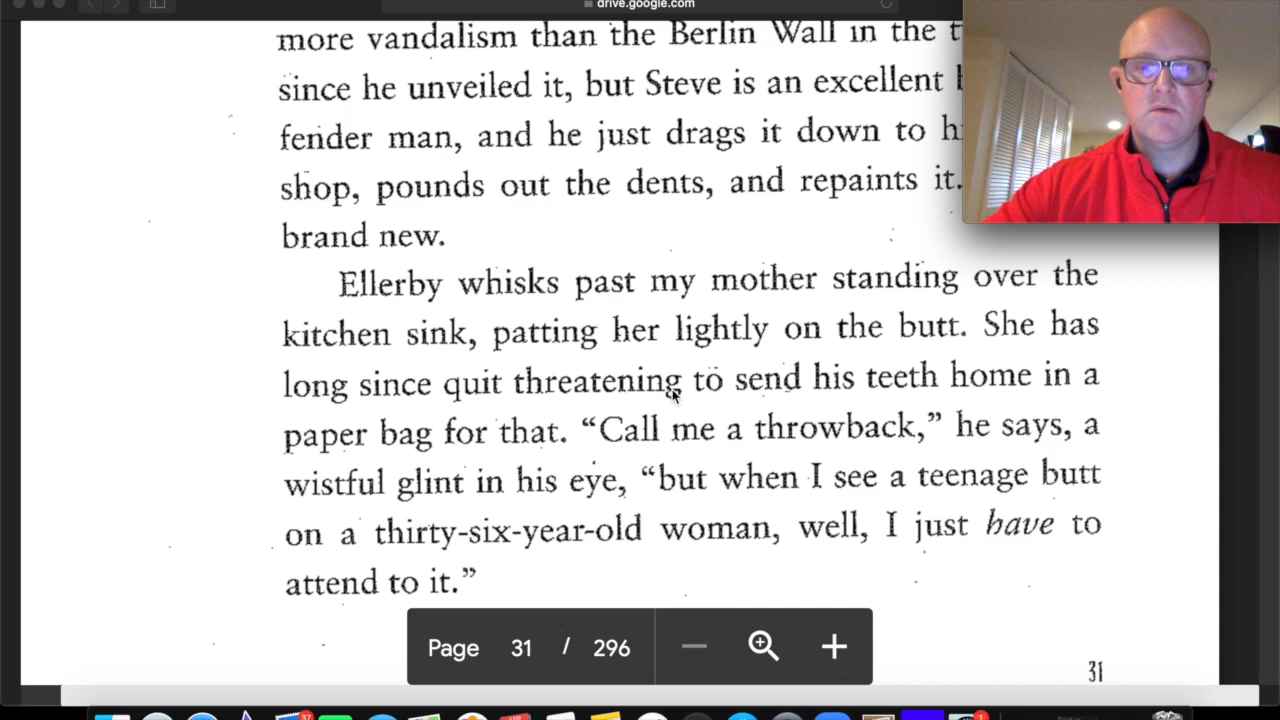 drive.google.com
more vandalism than the Berlin Wall in the
since he unveiled it, but Steve is an excellent
fender man, and he just drags it down to
shop, pounds out the dents, and repaints it.
brand new.
Ellerby whisks past my mother standing over the
kitchen sink, patting her lightly on the butt. She has
long since quit threatening to send his teeth home in a
paper bag for that. “Call me a throwback,” he says, a
wistful glint in his eye, “but when I see a teenage butt
on a thirty-six-year-old woman, well, I just have to
attend to it.”
Page 31 / 296
31
37
1